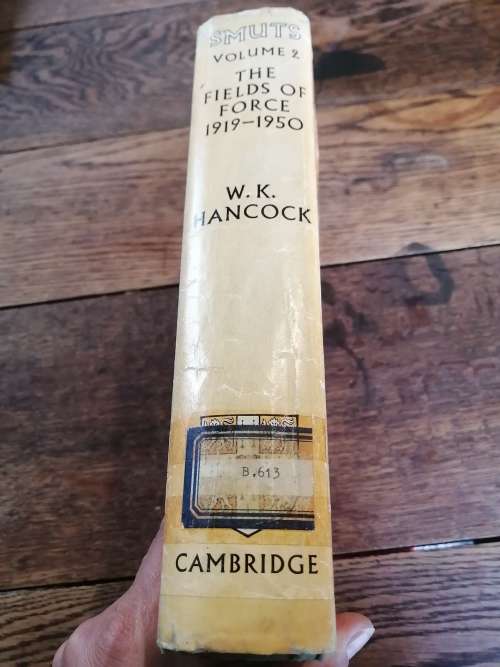 SMUTS
VOLUME 2
THE
FIELDS OF
FORCE
1919–1950
W. K.
HANCOCK
B.613
CAMBRIDGE